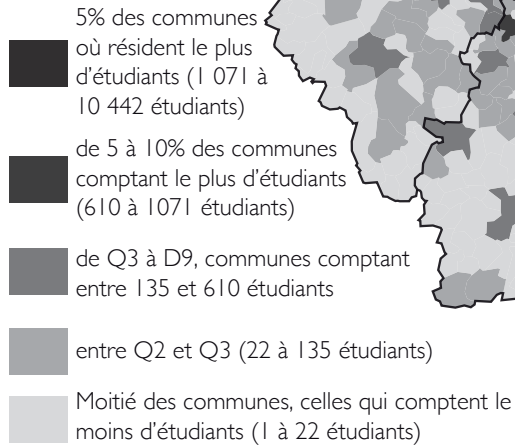 5% des communes
où résident le plus
d’étudiants (1 071 à
10 442 étudiants)
de 5 à 10% des communes
comptant le plus d’étudiants
(610 à 1071 étudiants)
de Q3 à D9, communes comptant
entre 135 et 610 étudiants
entre Q2 et Q3 (22 à 135 étudiants)
Moitié des communes, celles qui comptent le
moins d’étudiants (1 à 22 étudiants)